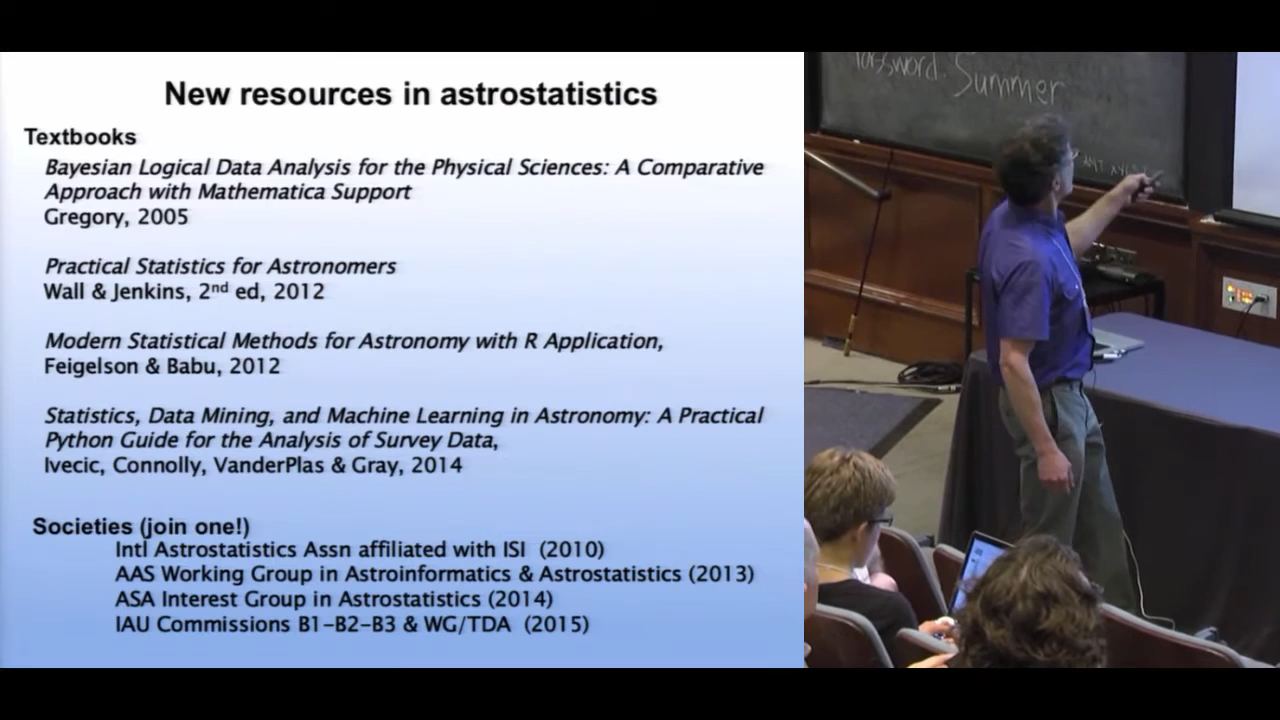 New resources in astrostatistics
Textbooks
Bayesian Logical Data Analysis for the Physical Sciences: A Comparative
Approach with Mathematica Support
Gregory, 2005
Practical Statistics for Astronomers
Wall & Jenkins, 2nd ed, 2012
Modern Statistical Methods for Astronomy with R Application,
Feigelson & Babu, 2012
Statistics, Data Mining, and Machine Learning in Astronomy: A Practical
Python Guide for the Analysis of Survey Data,
Ivecic, Connolly, VanderPlas & Gray, 2014
Societies (join one!)
Intl Astrostatistics Assn affiliated with ISI (2010)
AAS Working Group in Astroinformatics & Astrostatistics (2013)
ASA Interest Group in Astrostatistics (2014)
IAU Commissions B1-B2-B3 & WG/TDA (2015)
Password. Summer